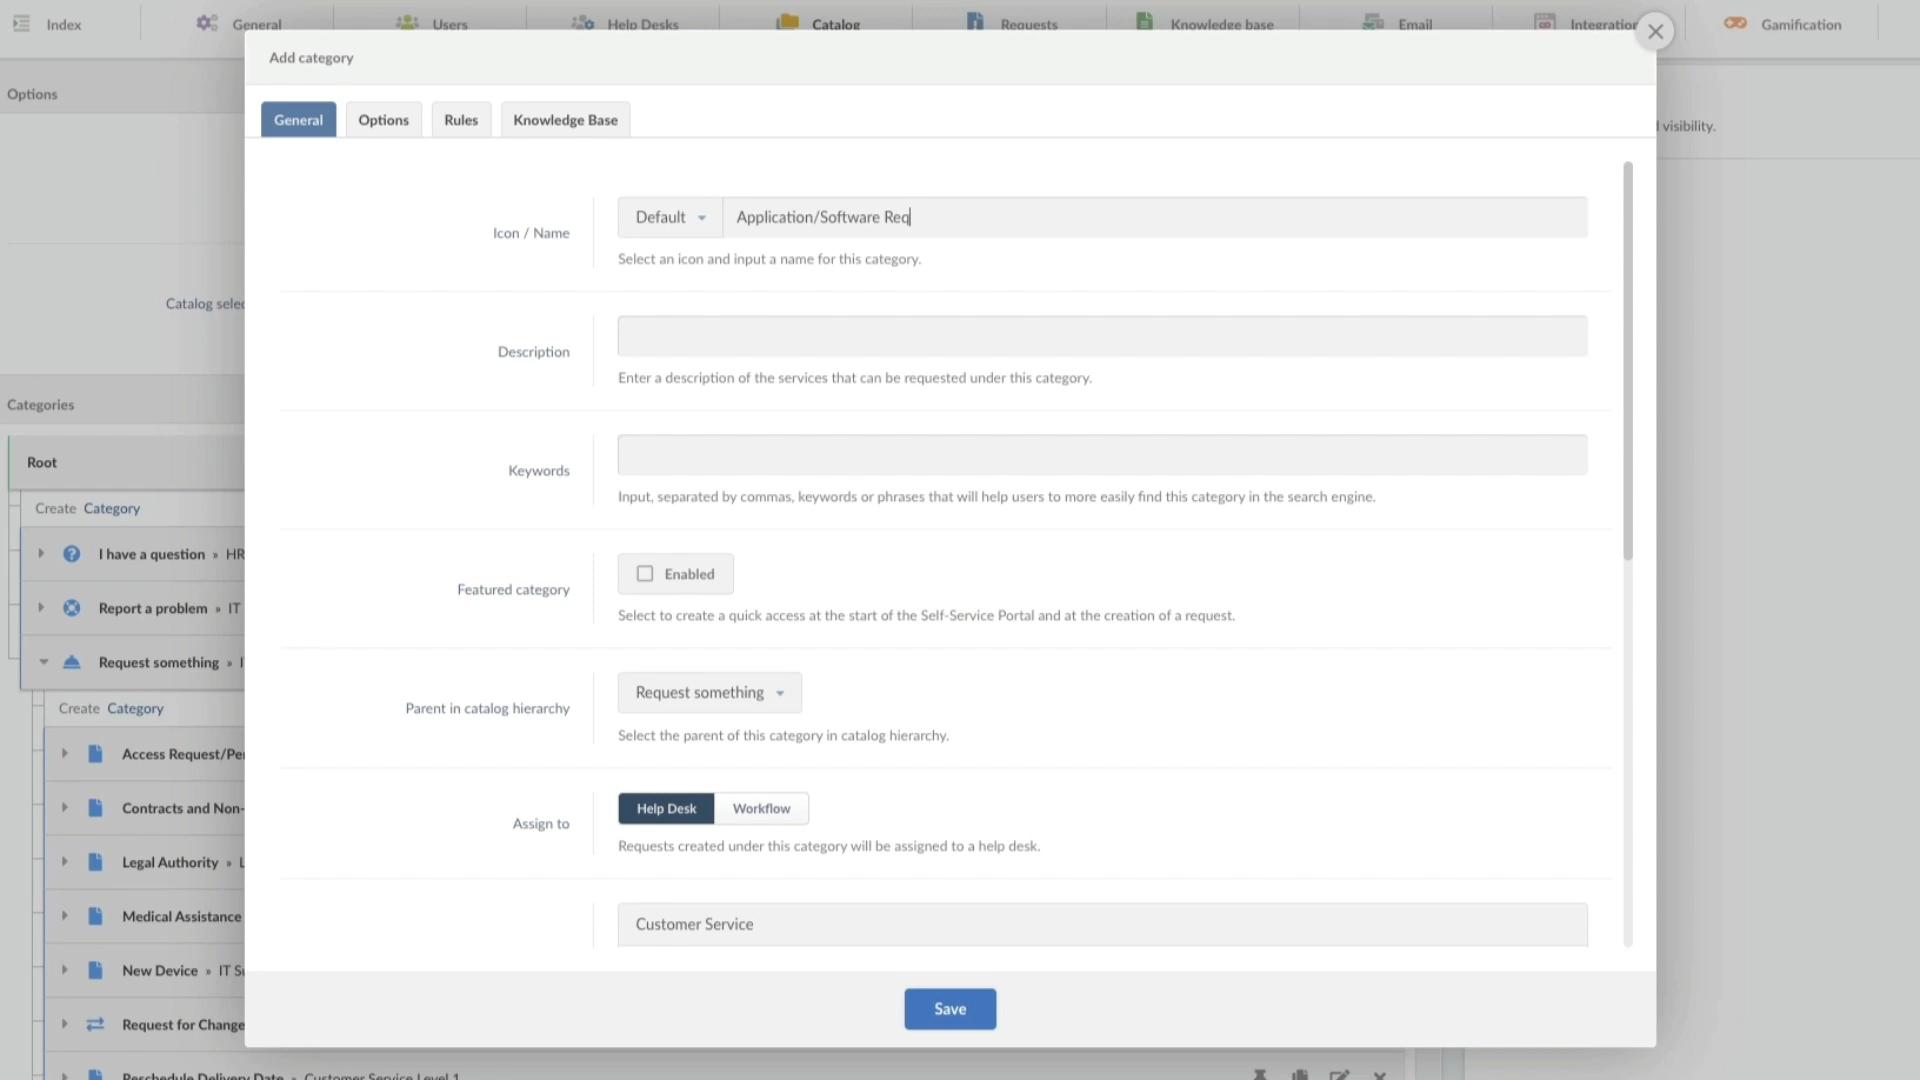 Index
General
Users
Help Desks
Catalog
Requests
Knowledge base
Email
Integration
Gamification
Options
visibility.
Catalog selec
Categories
Root
Create Category
I have a question » HR
Report a problem » IT
Request something »
Create Category
Access Request/Per
Contracts and Non-
Legal Authority » L
Medical Assistance
New Device » IT Su
Request for Change
Reschedule Delivery Date » Customer Service Level 1
Add category
General
Options
Rules
Knowledge Base
Icon / Name
Default
Application/Software Req
Select an icon and input a name for this category.
Description
Enter a description of the services that can be requested under this category.
Keywords
Input, separated by commas, keywords or phrases that will help users to more easily find this category in the search engine.
Featured category
Enabled
Select to create a quick access at the start of the Self-Service Portal and at the creation of a request.
Parent in catalog hierarchy
Request something
Select the parent of this category in catalog hierarchy.
Assign to
Help Desk
Workflow
Requests created under this category will be assigned to a help desk.
Customer Service
Save